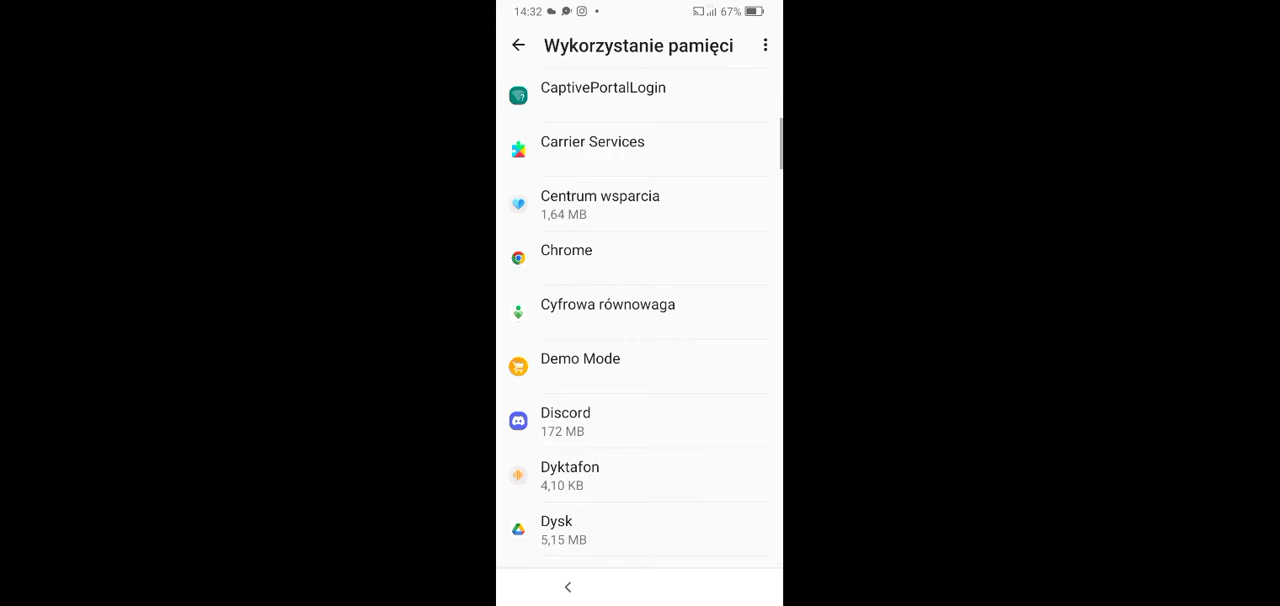 14:32 67%
Wykorzystanie pamięci
CaptivePortalLogin
Carrier Services
Centrum wsparcia
1,64 MB
Chrome
Cyfrowa równowaga
Demo Mode
Discord
172 MB
Dyktafon
4,10 KB
Dysk
5,15 MB